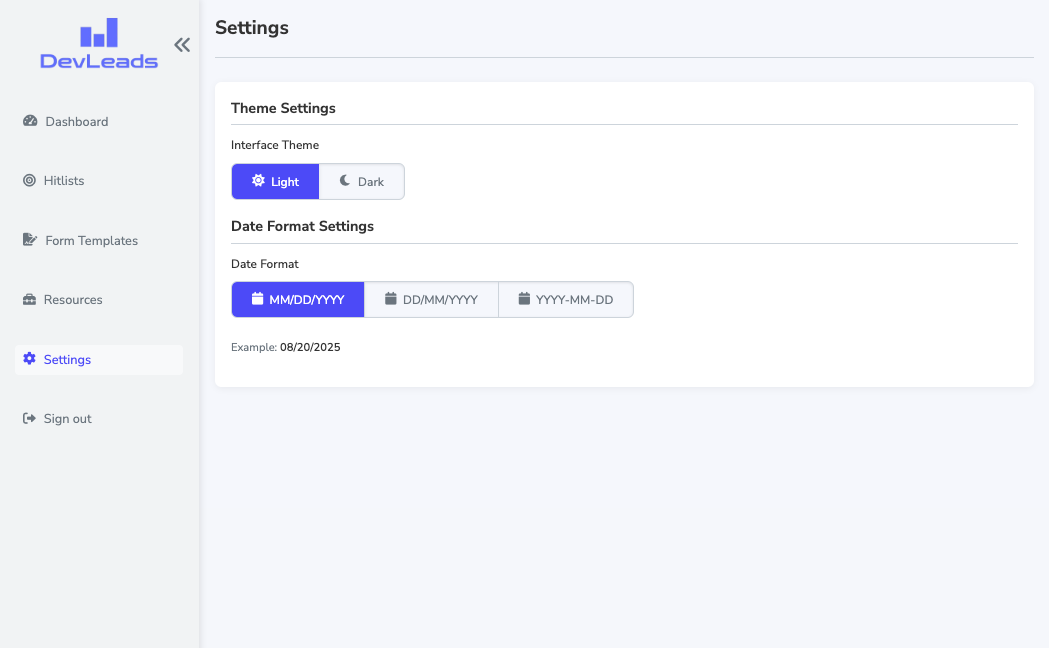 DevLeads
Dashboard
Hitlists
Form Templates
Resources
Settings
Sign out
Settings
Theme Settings
Interface Theme
Light Dark
Date Format Settings
Date Format
MM/DD/YYYY DD/MM/YYYY YYYY-MM-DD
Example: 08/20/2025